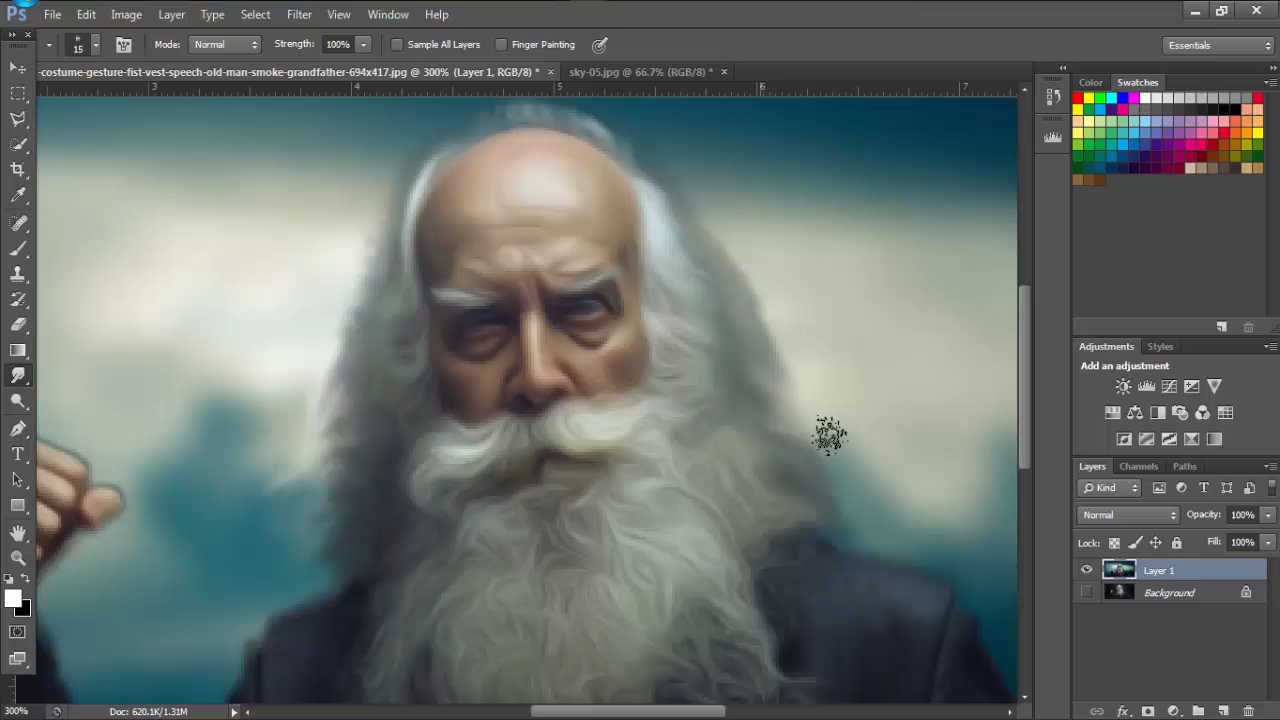 Ps File Edit Image Layer Type Select Filter View Window Help
15 Mode: Normal Strength: 100% Sample All Layers Finger Painting Essentials
-costume-gesture-fist-vest-speech-old-man-smoke-grandfather-694x417.jpg @ 300% (Layer 1, RGB/8) * × sky-05.jpg @ 66.7% (RGB/8) * ×
3 4 5 6 7
Color Swatches
Adjustments Styles
Add an adjustment
Layers Channels Paths
Kind
Normal Opacity: 100%
Lock: Fill: 100%
Layer 1
Background
300% Doc: 620.1K/1.31M